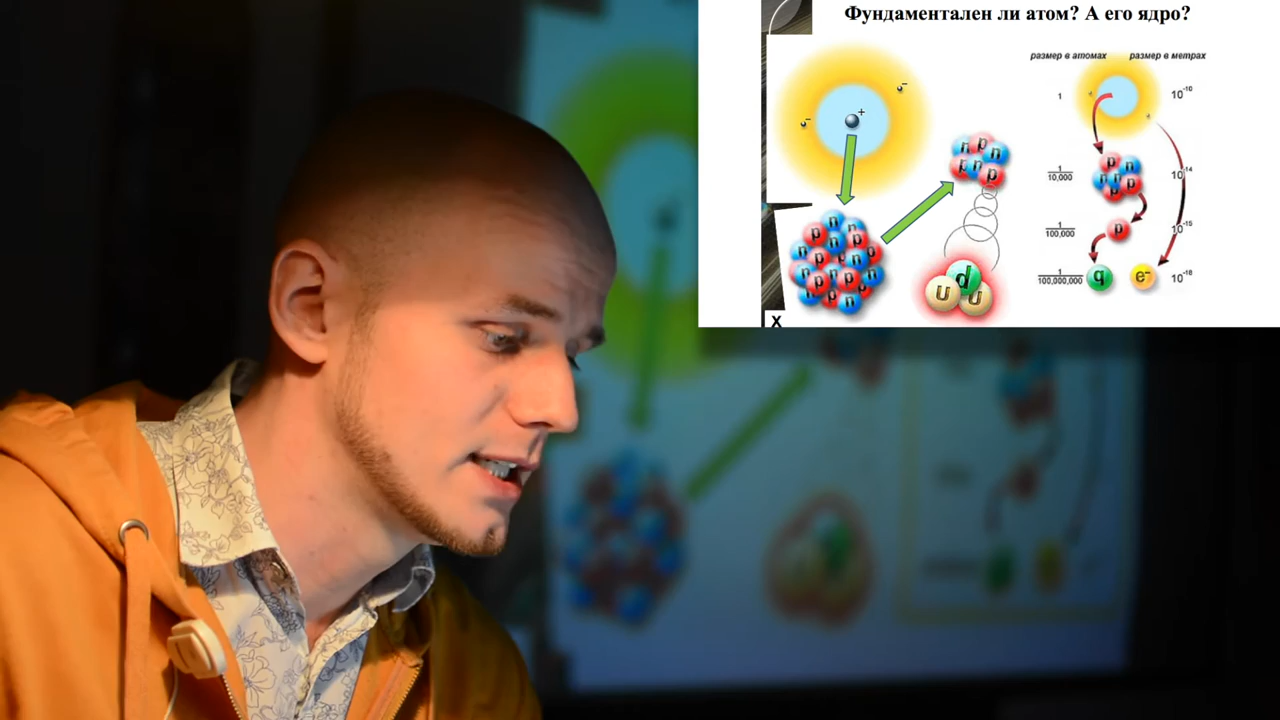 Фундаментален ли атом? А его ядро?
размер в атомах размер в метрах
1 10⁻¹⁰
1/10,000 10⁻¹⁴
1/100,000 10⁻¹⁵
1/100,000,000 10⁻¹⁸
+
-
-
n p n
p n p
n n
p p
n n p
p n p n
n p p n
p p n
u d u
p n
n n p
p
p
q e⁻
X